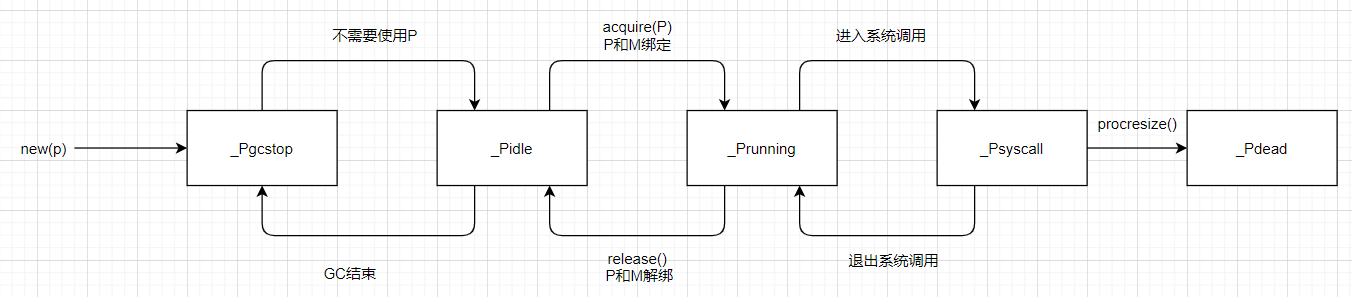 不需要使用P
acquire(P)
P和M绑定
进入系统调用
new(p)
_Pgcstop
_Pidle
_Prunning
_Psyscall
procresize()
_Pdead
GC结束
release()
P和M解绑
退出系统调用